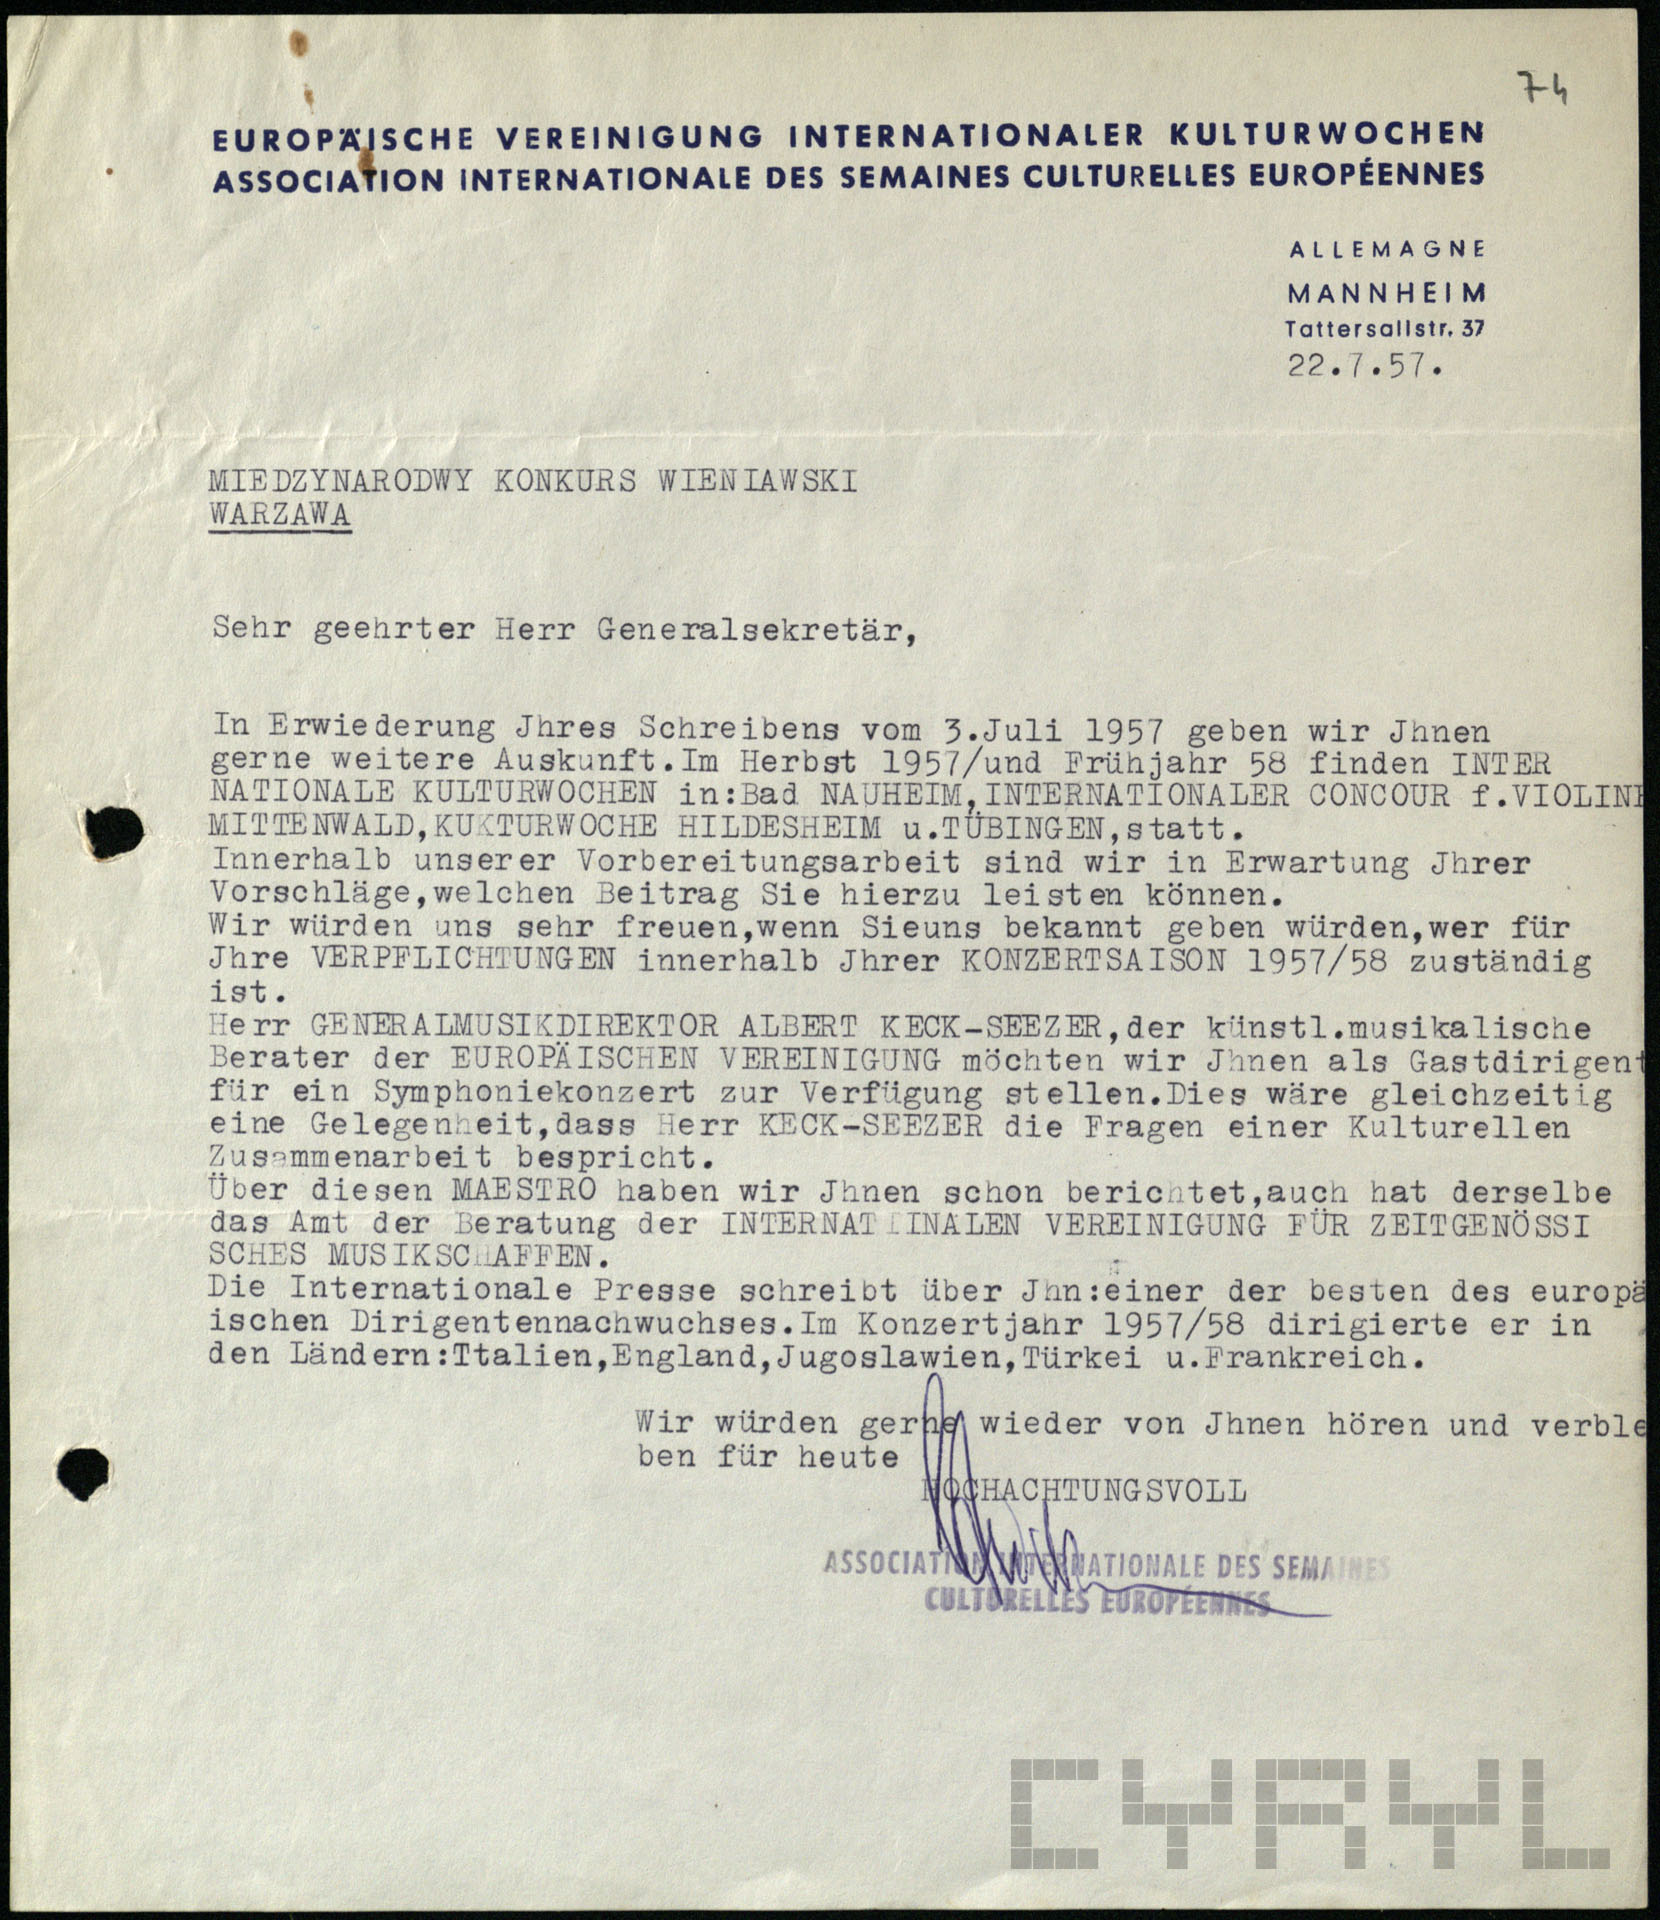 74
EUROPÄISCHE VEREINIGUNG INTERNATIONALER KULTURWOCHEN
ASSOCIATION INTERNATIONALE DES SEMAINES CULTURELLES EUROPÉENNES
ALLEMAGNE
MANNHEIM
Tattersallstr. 37
22.7.57.
MIEDZYNARODWY KONKURS WIENIAWSKI
WARZAWA
Sehr geehrter Herr Generalsekretär,
In Erwiederung Jhres Schreibens vom 3.Juli 1957 geben wir Jhnen
gerne weitere Auskunft.Im Herbst 1957/und Frühjahr 58 finden INTER
NATIONALE KULTURWOCHEN in:Bad NAUHEIM,INTERNATIONALER CONCOUR f.VIOLINE
MITTENWALD,KUKTURWOCHE HILDESHEIM u.TÜBINGEN,statt.
Innerhalb unserer Vorbereitungsarbeit sind wir in Erwartung Jhrer
Vorschläge,welchen Beitrag Sie hierzu leisten können.
Wir würden uns sehr freuen,wenn Sieuns bekannt geben würden,wer für
Jhre VERPFLICHTUNGEN innerhalb Jhrer KONZERTSAISON 1957/58 zuständig
ist.
Herr GENERALMUSIKDIREKTOR ALBERT KECK-SEEZER,der künstl.musikalische
Berater der EUROPÄISCHEN VEREINIGUNG möchten wir Jhnen als Gastdirigent
für ein Symphoniekonzert zur Verfügung stellen.Dies wäre gleichzeitig
eine Gelegenheit,dass Herr KECK-SEEZER die Fragen einer Kulturellen
Zusammenarbeit bespricht.
Über diesen MAESTRO haben wir Jhnen schon berichtet,auch hat derselbe
das Amt der Beratung der INTERNATIINALEN VEREINIGUNG FÜR ZEITGENÖSSI
SCHES MUSIKSCHAFFEN.
Die Internationale Presse schreibt über Jhn:einer der besten des europä
ischen Dirigentennachwuchses.Im Konzertjahr 1957/58 dirigierte er in
den Ländern:Ttalien,England,Jugoslawien,Türkei u.Frankreich.
Wir würden gerne wieder von Jhnen hören und verble
ben für heute
HOCHACHTUNGSVOLL
ASSOCIATION INTERNATIONALE DES SEMAINES
CULTURELLES EUROPÉENNES
CYRYL